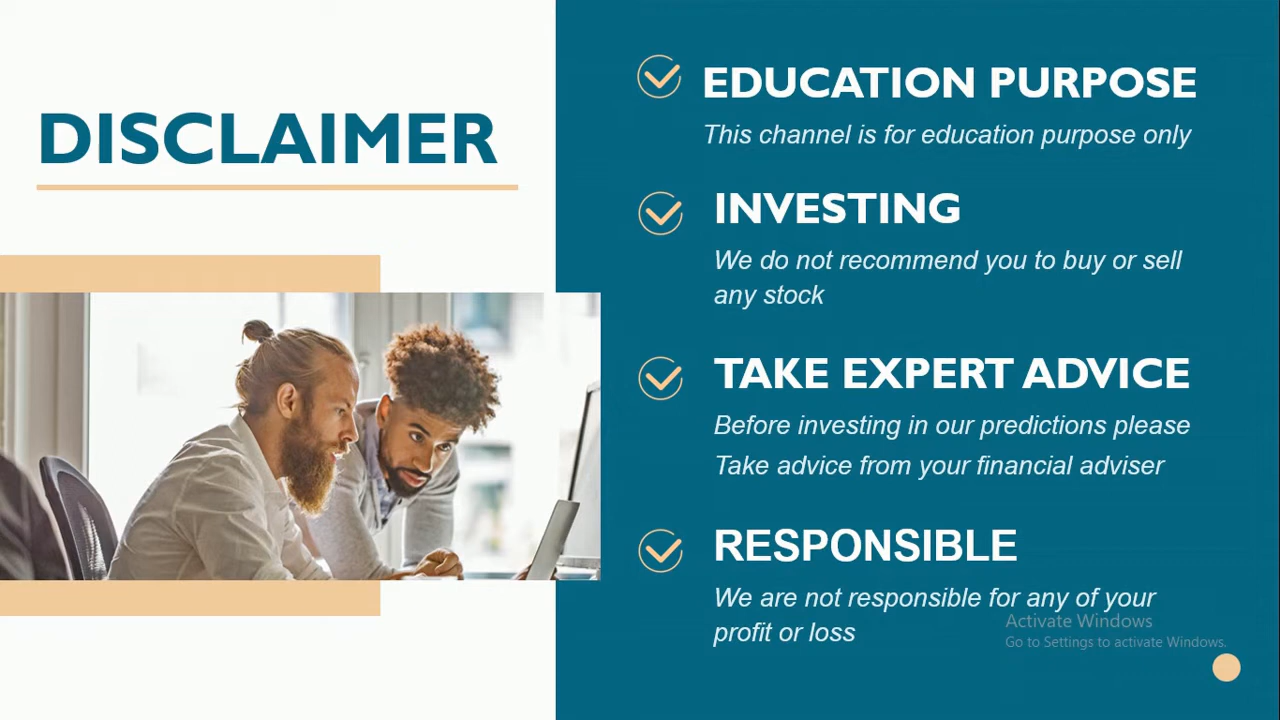 DISCLAIMER
EDUCATION PURPOSE
This channel is for education purpose only
INVESTING
We do not recommend you to buy or sell
any stock
TAKE EXPERT ADVICE
Before investing in our predictions please
Take advice from your financial adviser
RESPONSIBLE
We are not responsible for any of your
profit or loss
Activate Windows
Go to Settings to activate Windows.